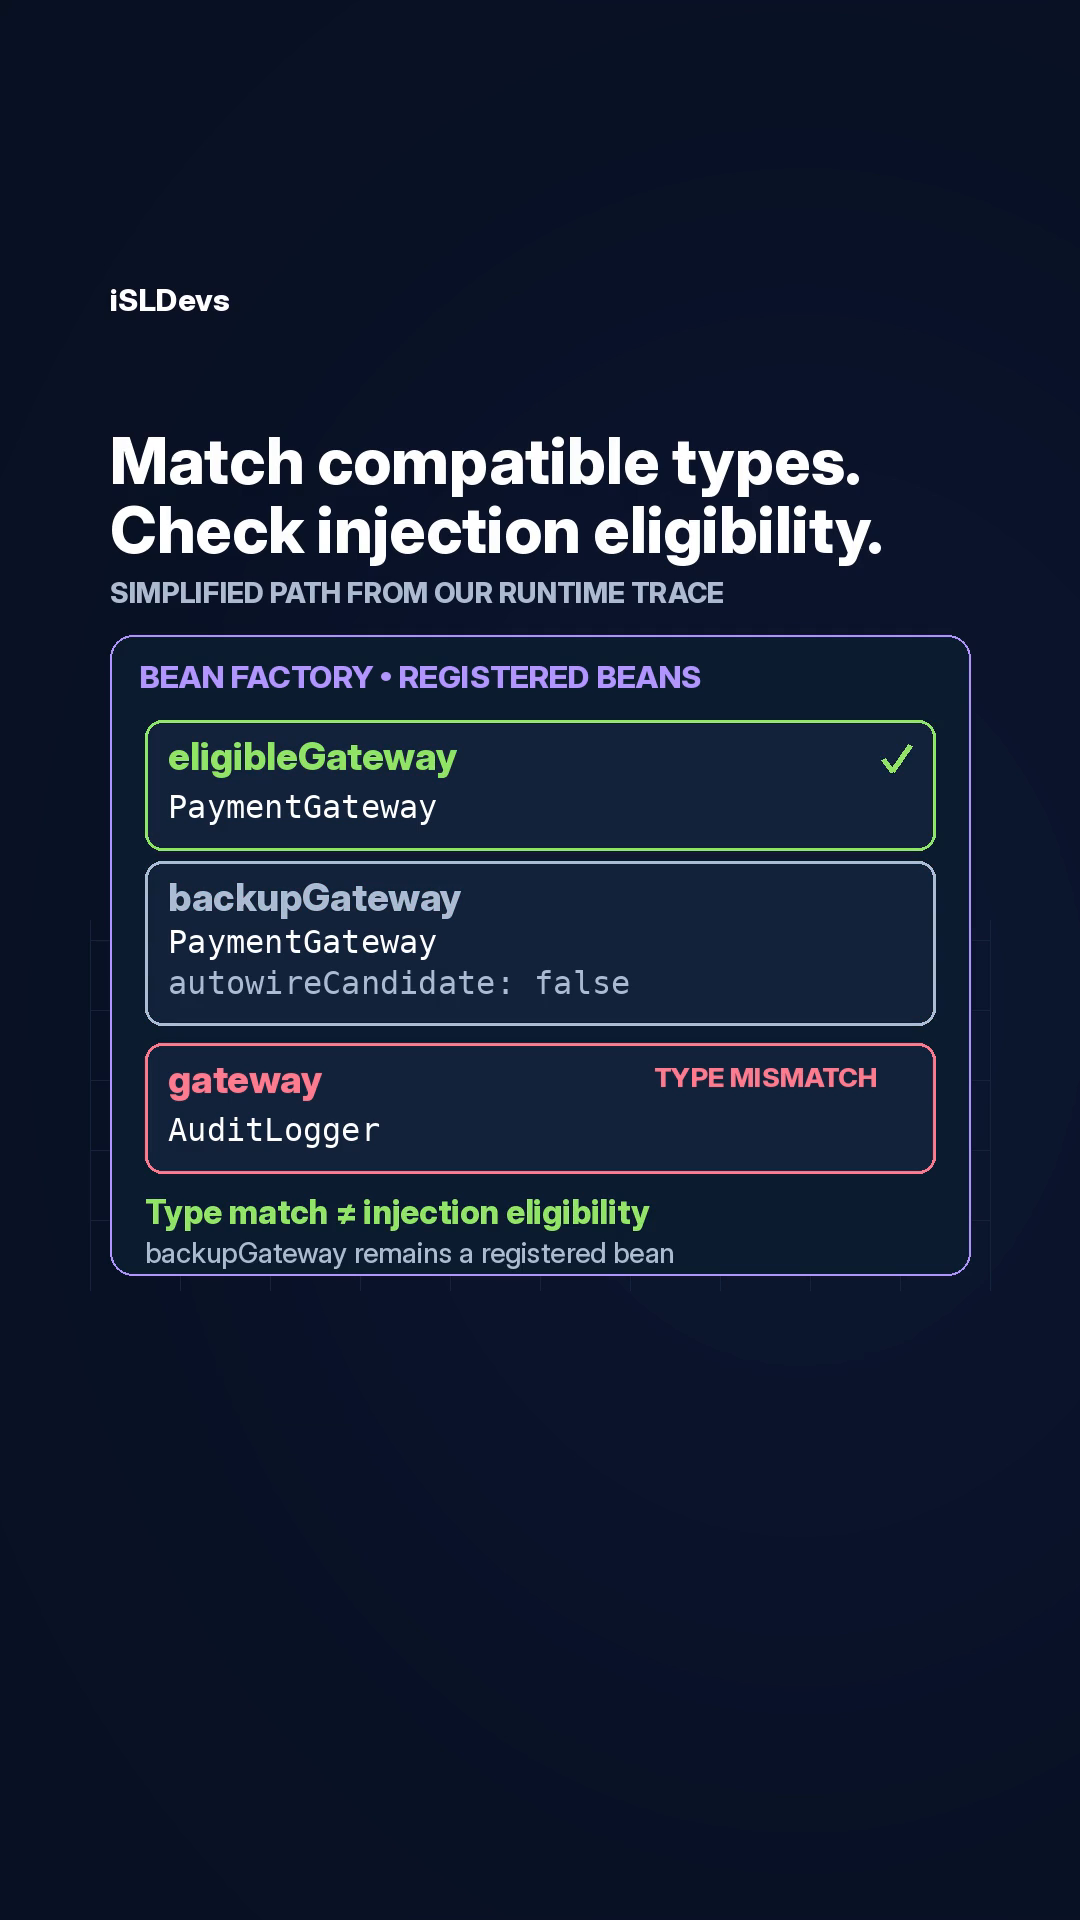 iSLDevs
Match compatible types.
Check injection eligibility.
SIMPLIFIED PATH FROM OUR RUNTIME TRACE
BEAN FACTORY • REGISTERED BEANS
eligibleGateway ✓
PaymentGateway
backupGateway
PaymentGateway
autowireCandidate: false
gateway TYPE MISMATCH
AuditLogger
Type match ≠ injection eligibility
backupGateway remains a registered bean